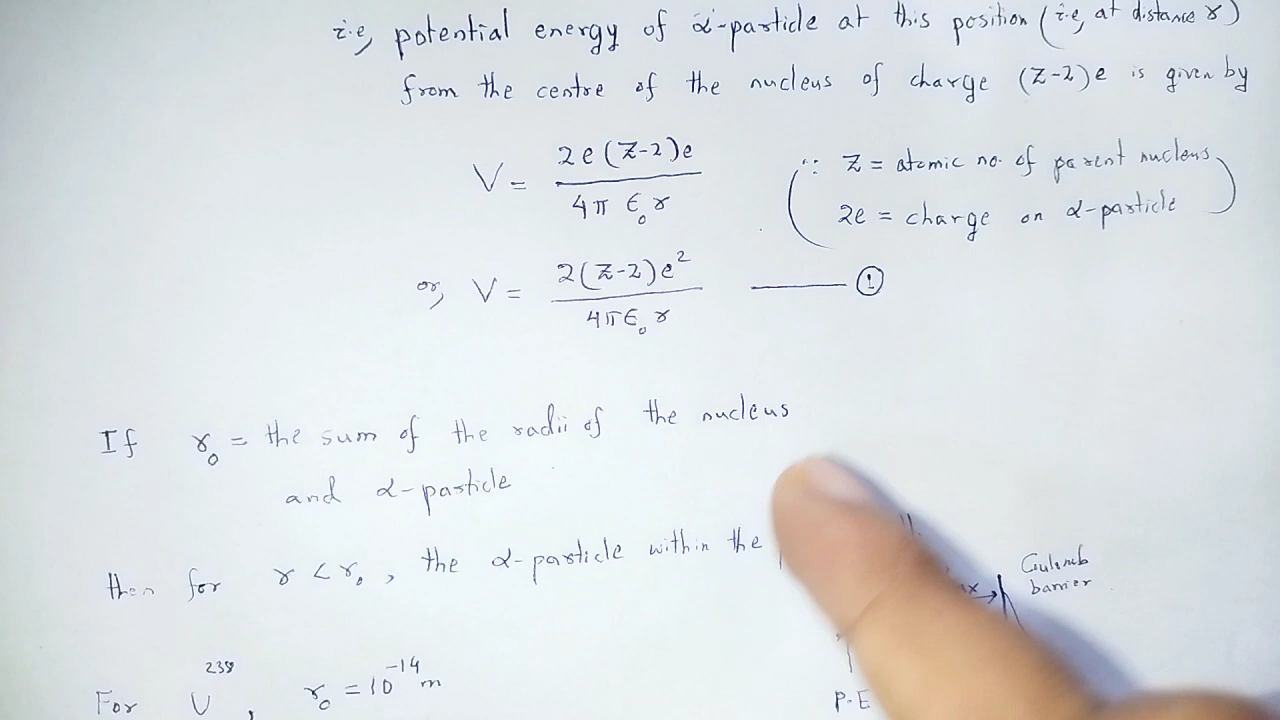 i.e, potential energy of α-particle at this position (i.e, at distance r)
from the centre of the nucleus of charge (Z-2)e is given by
V = 2e(Z-2)e / 4π ϵ₀ r
(∵ Z = atomic no. of parent nucleus,
2e = charge on α-particle)
or, V = 2(Z-2)e² / 4πϵ₀ r ——— ①
If r₀ = the sum of the radii of the nucleus
and α-particle
then for r < r₀, the α-particle within the
Coulomb
barrier
For U²³⁸, r₀ = 10⁻¹⁴ m
P.E